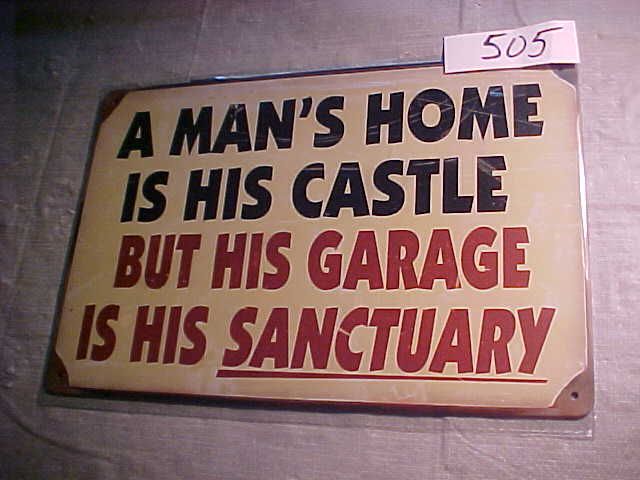 505
A MAN'S HOME
IS HIS CASTLE
BUT HIS GARAGE
IS HIS SANCTUARY